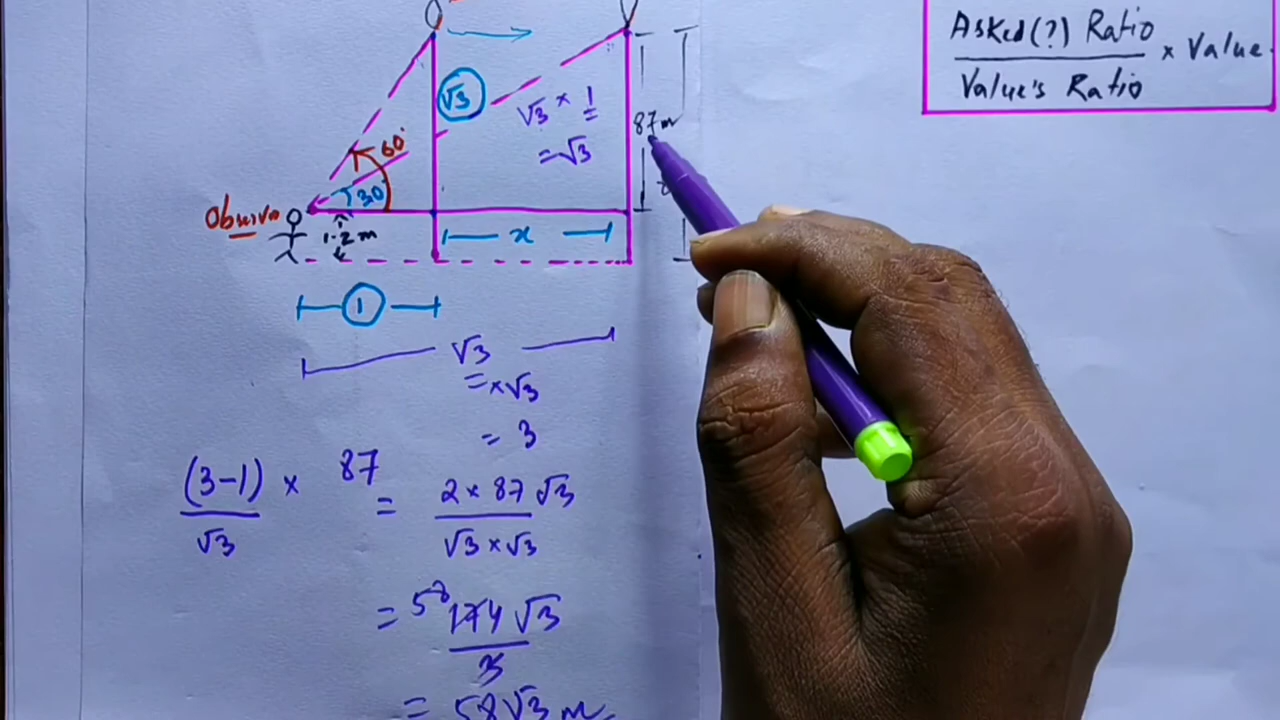 Asked(?) Ratio
Value's Ratio
× Value
√3
√3 × 1
= √3
87m
60°
30
Observer
1.2 m
x
1
√3
= ×√3
= 3
(3-1) × 87
√3
= 2 × 87 √3
√3 × √3
= 58 174 √3
3
= 58√3 m